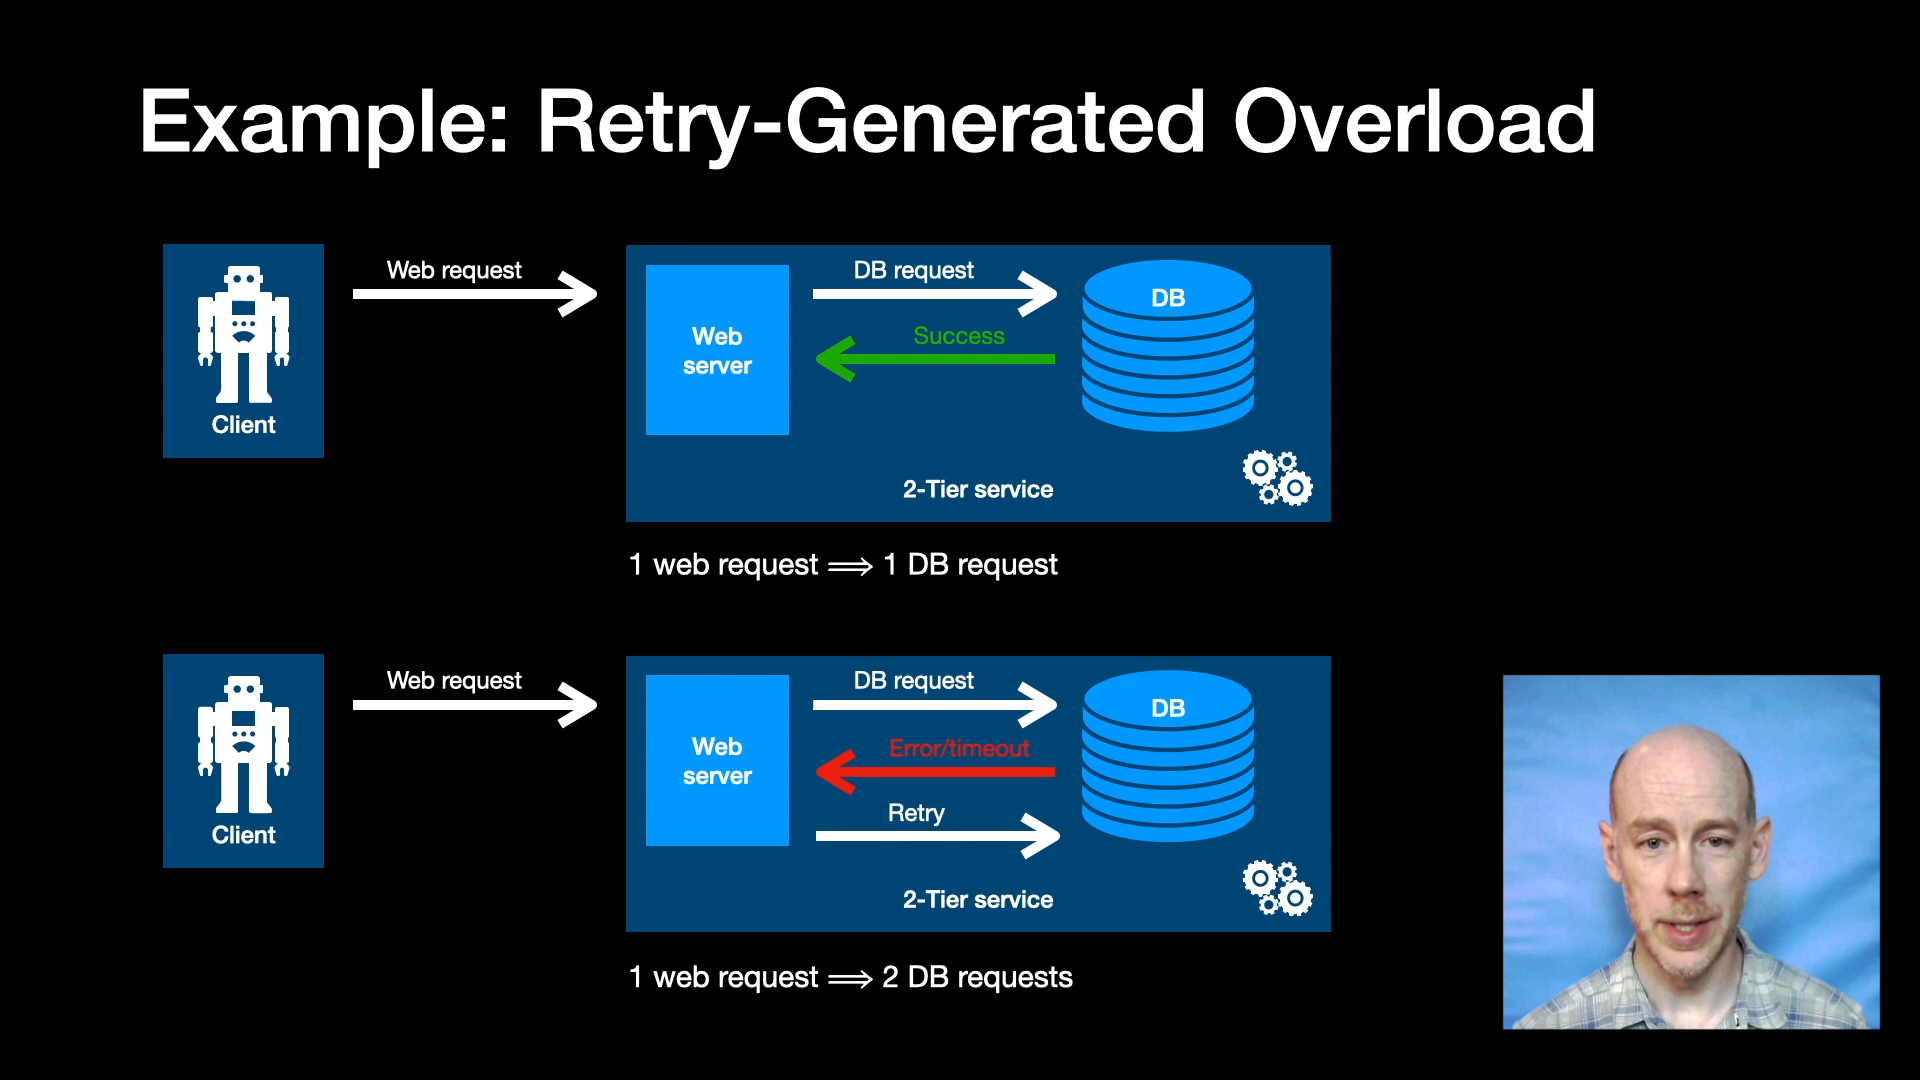 Example: Retry-Generated Overload
Web request
DB request
DB
Success
Web
server
Client
2-Tier service
1 web request ⟹ 1 DB request
Web request
DB request
DB
Error/timeout
Web
server
Retry
Client
2-Tier service
1 web request ⟹ 2 DB requests